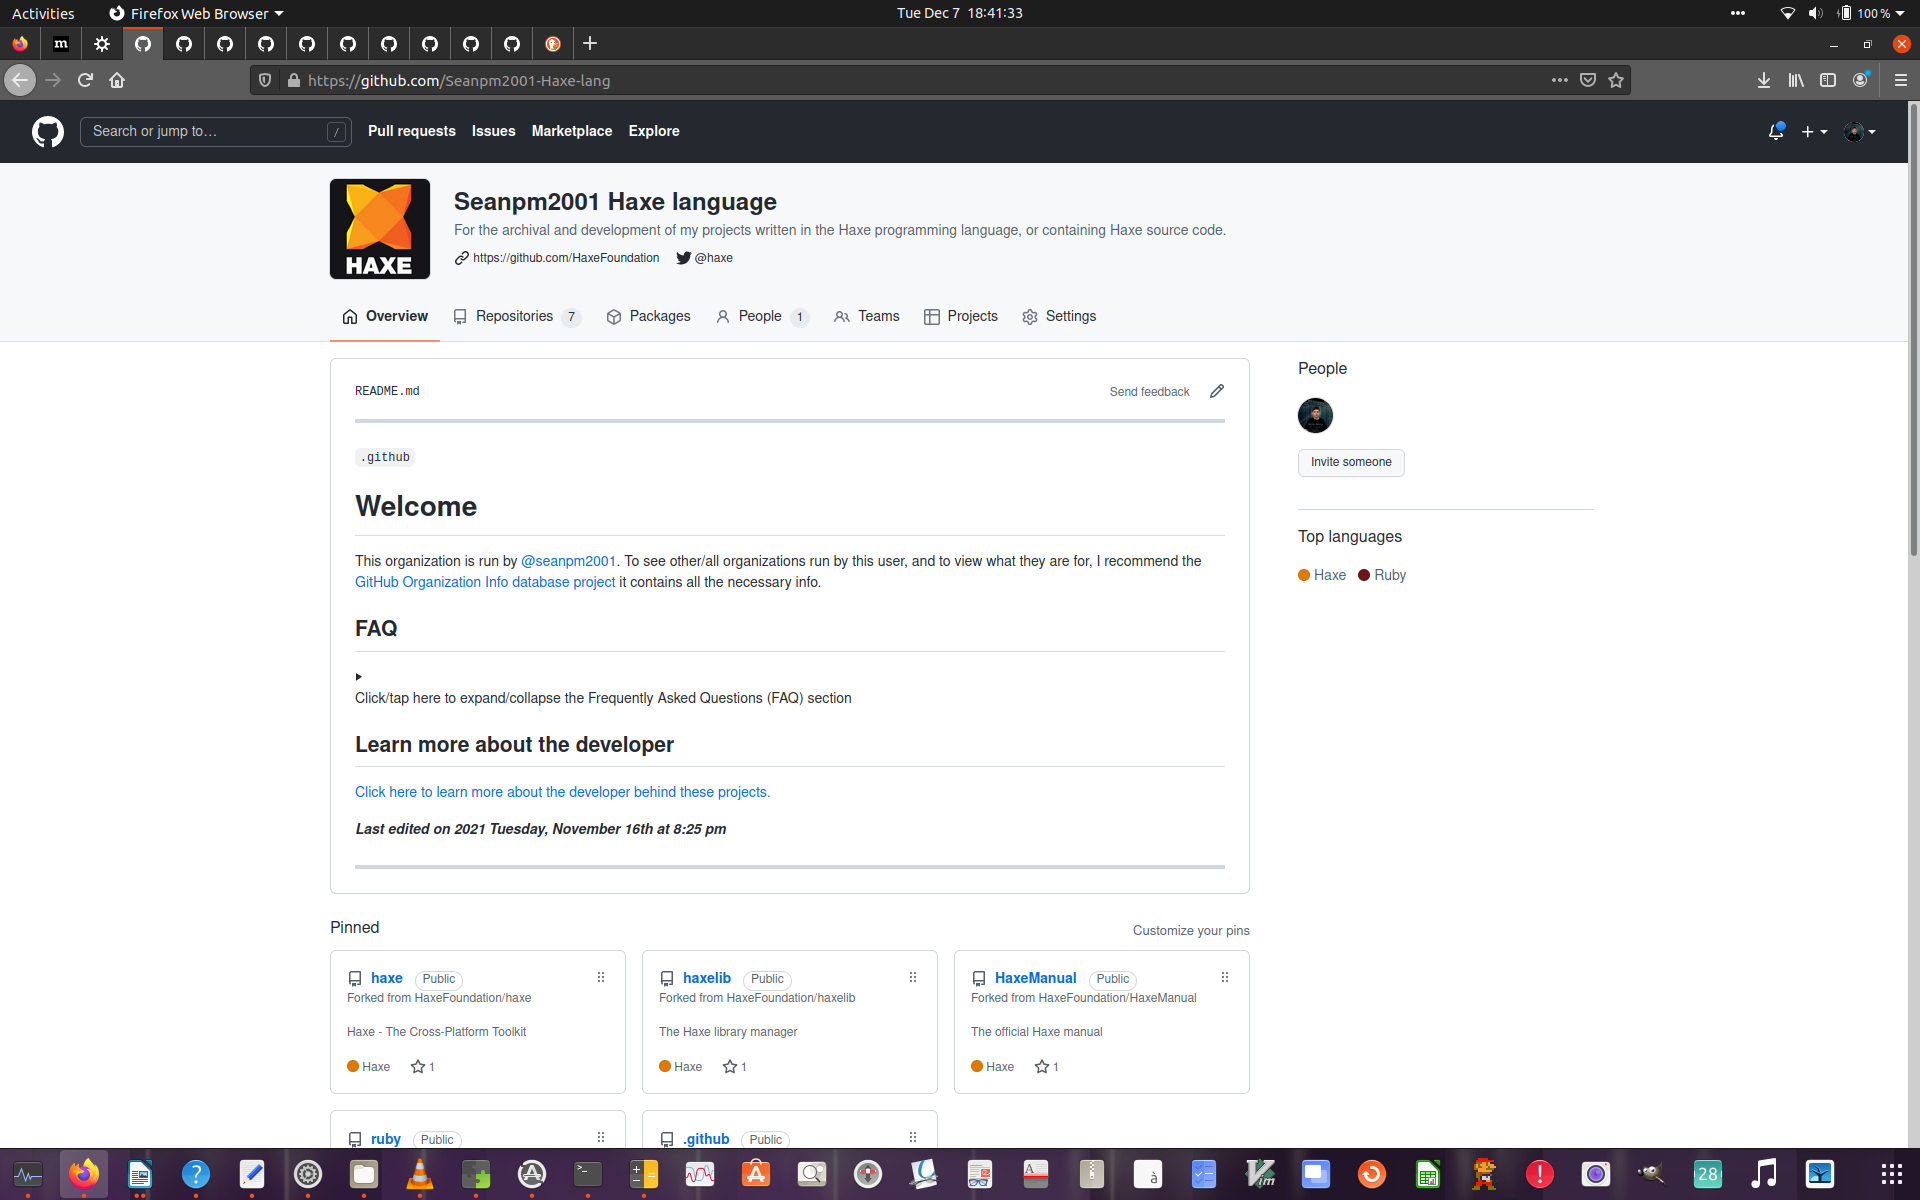 Activities
Firefox Web Browser
Tue Dec 7 18:41:33
100 %
m
https://github.com/Seanpm2001-Haxe-lang
Search or jump to… /
Pull requests Issues Marketplace Explore
HAXE
Seanpm2001 Haxe language
For the archival and development of my projects written in the Haxe programming language, or containing Haxe source code.
https://github.com/HaxeFoundation @haxe
Overview Repositories 7 Packages People 1 Teams Projects Settings
README.md
Send feedback
.github
Welcome
This organization is run by @seanpm2001. To see other/all organizations run by this user, and to view what they are for, I recommend the
GitHub Organization Info database project it contains all the necessary info.
FAQ
Click/tap here to expand/collapse the Frequently Asked Questions (FAQ) section
Learn more about the developer
Click here to learn more about the developer behind these projects.
Last edited on 2021 Tuesday, November 16th at 8:25 pm
People
Invite someone
Top languages
Haxe Ruby
Pinned
Customize your pins
haxe Public
Forked from HaxeFoundation/haxe
Haxe - The Cross-Platform Toolkit
Haxe 1
haxelib Public
Forked from HaxeFoundation/haxelib
The Haxe library manager
Haxe 1
HaxeManual Public
Forked from HaxeFoundation/HaxeManual
The official Haxe manual
Haxe 1
ruby Public
.github Public
28